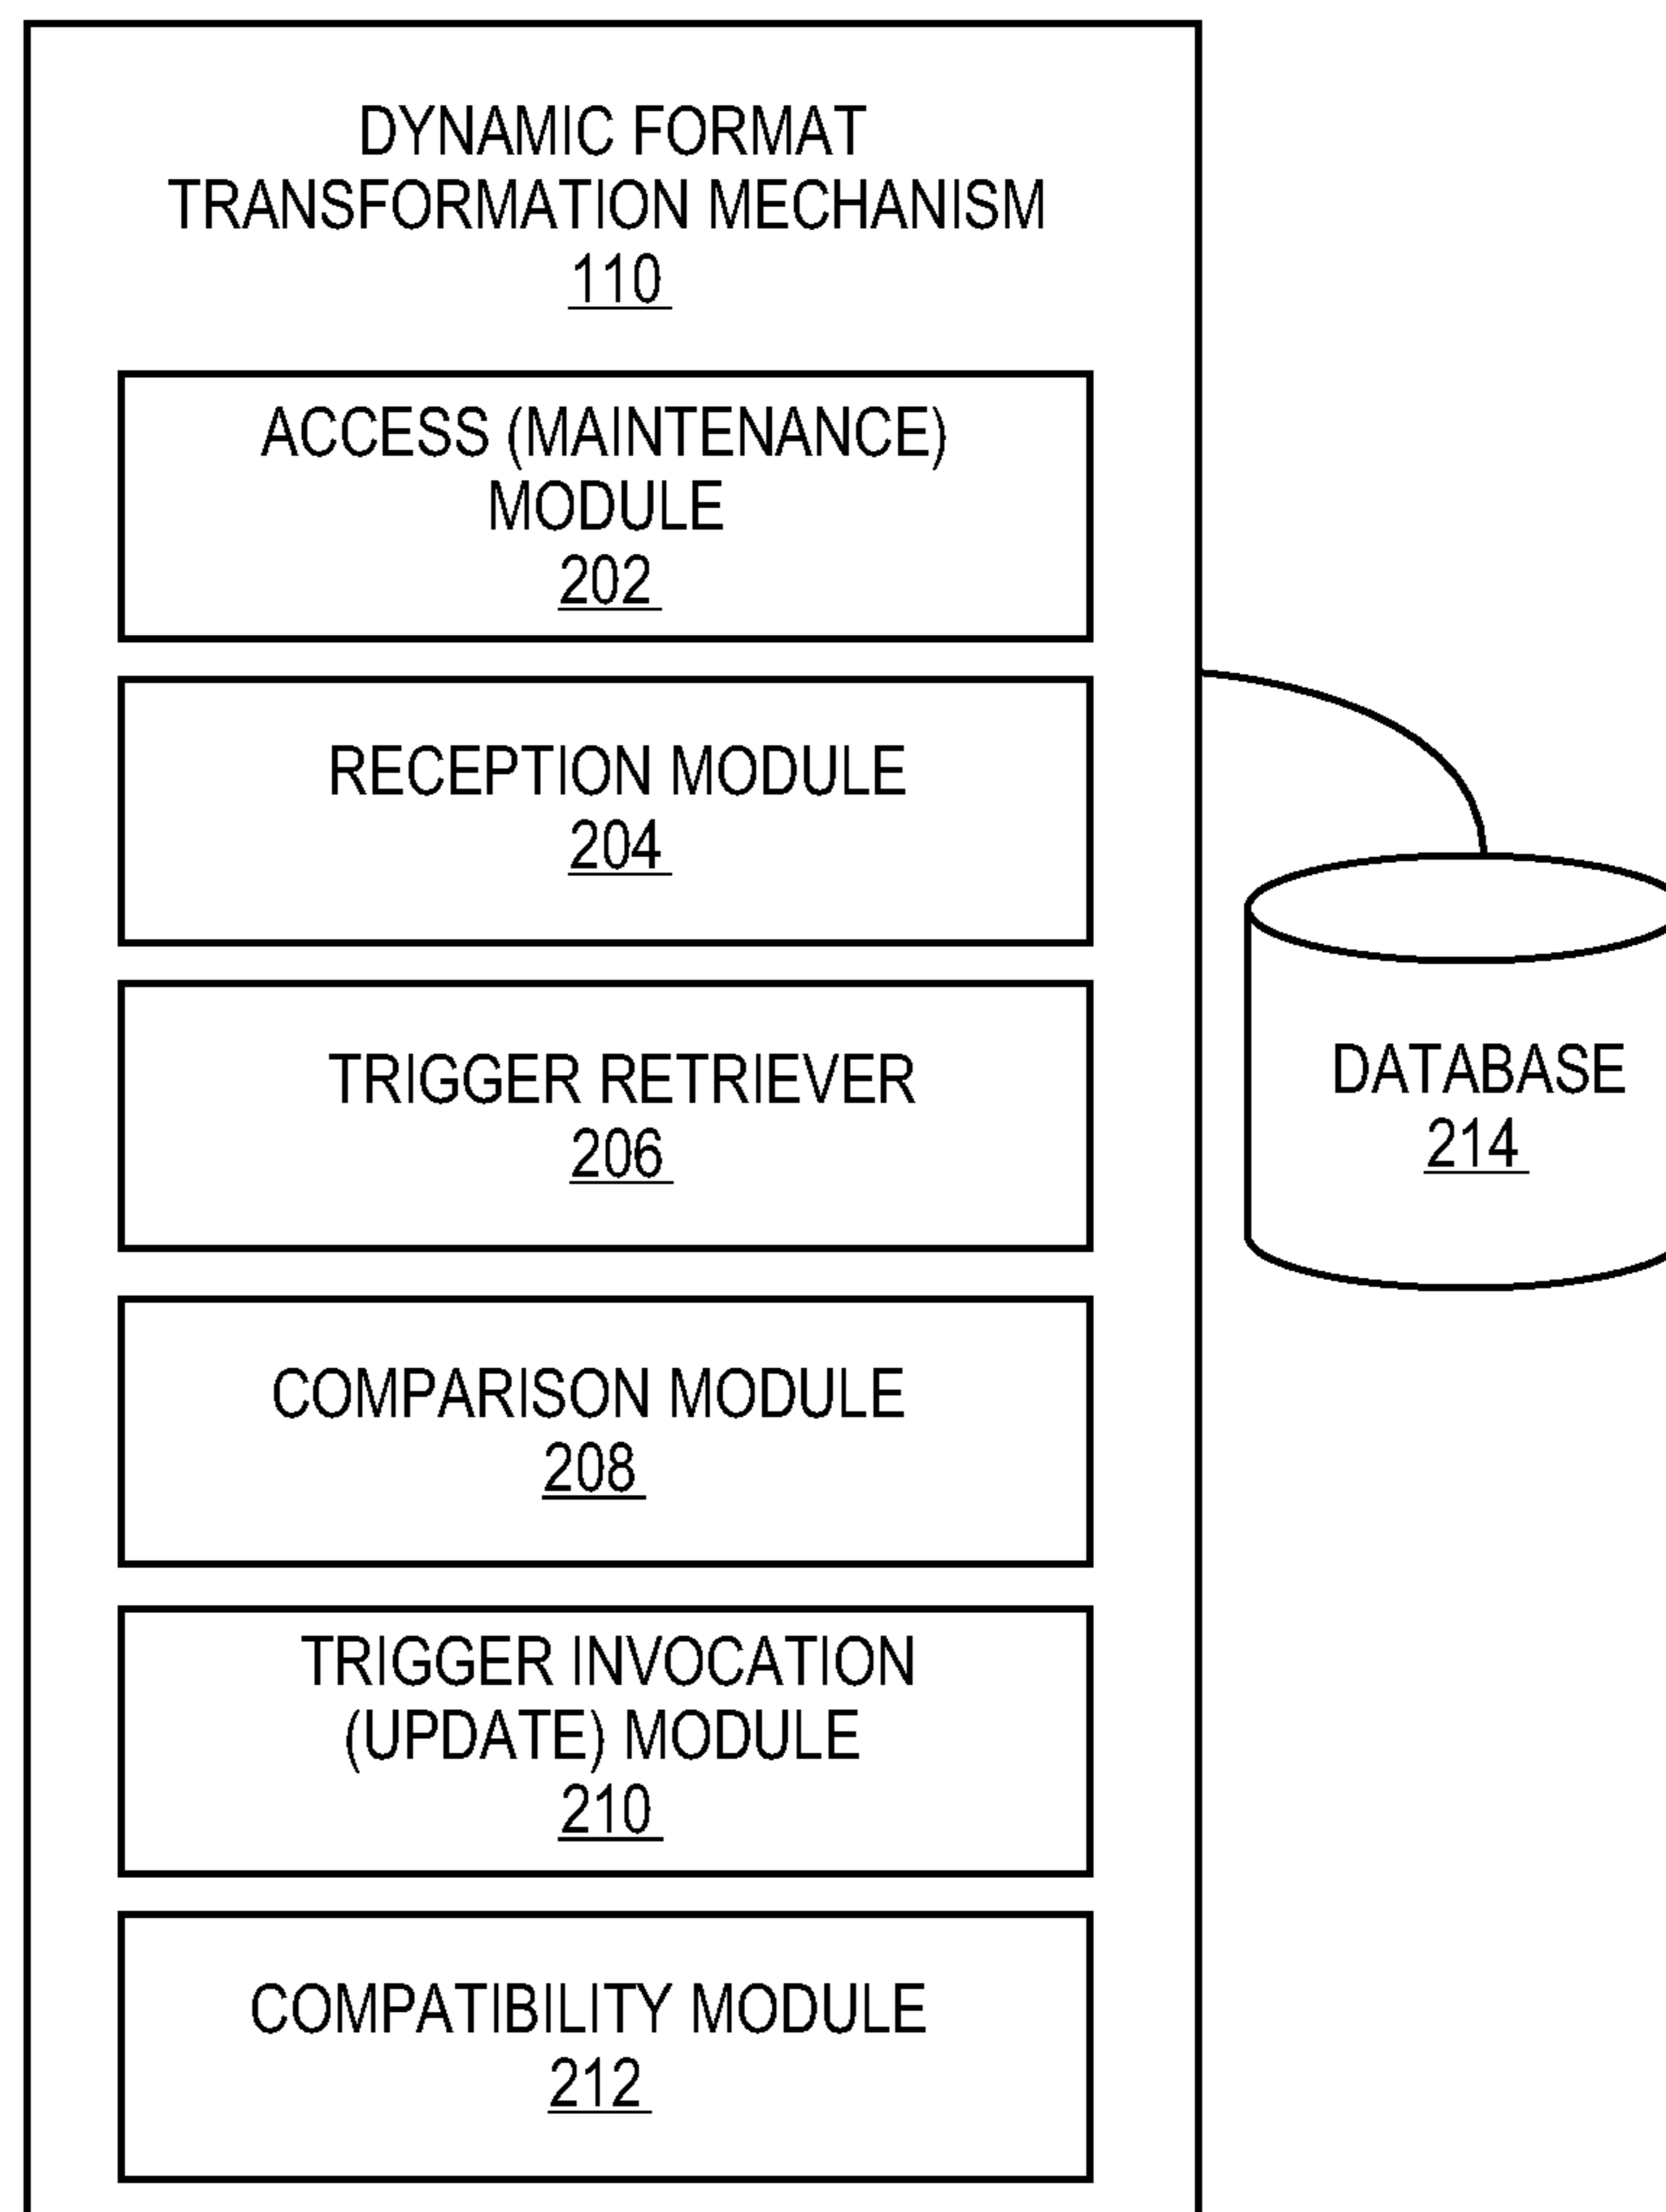 DYNAMIC FORMAT
TRANSFORMATION MECHANISM
110
ACCESS (MAINTENANCE)
MODULE
202
RECEPTION MODULE
204
TRIGGER RETRIEVER
206
COMPARISON MODULE
208
TRIGGER INVOCATION
(UPDATE) MODULE
210
COMPATIBILITY MODULE
212
DATABASE
214